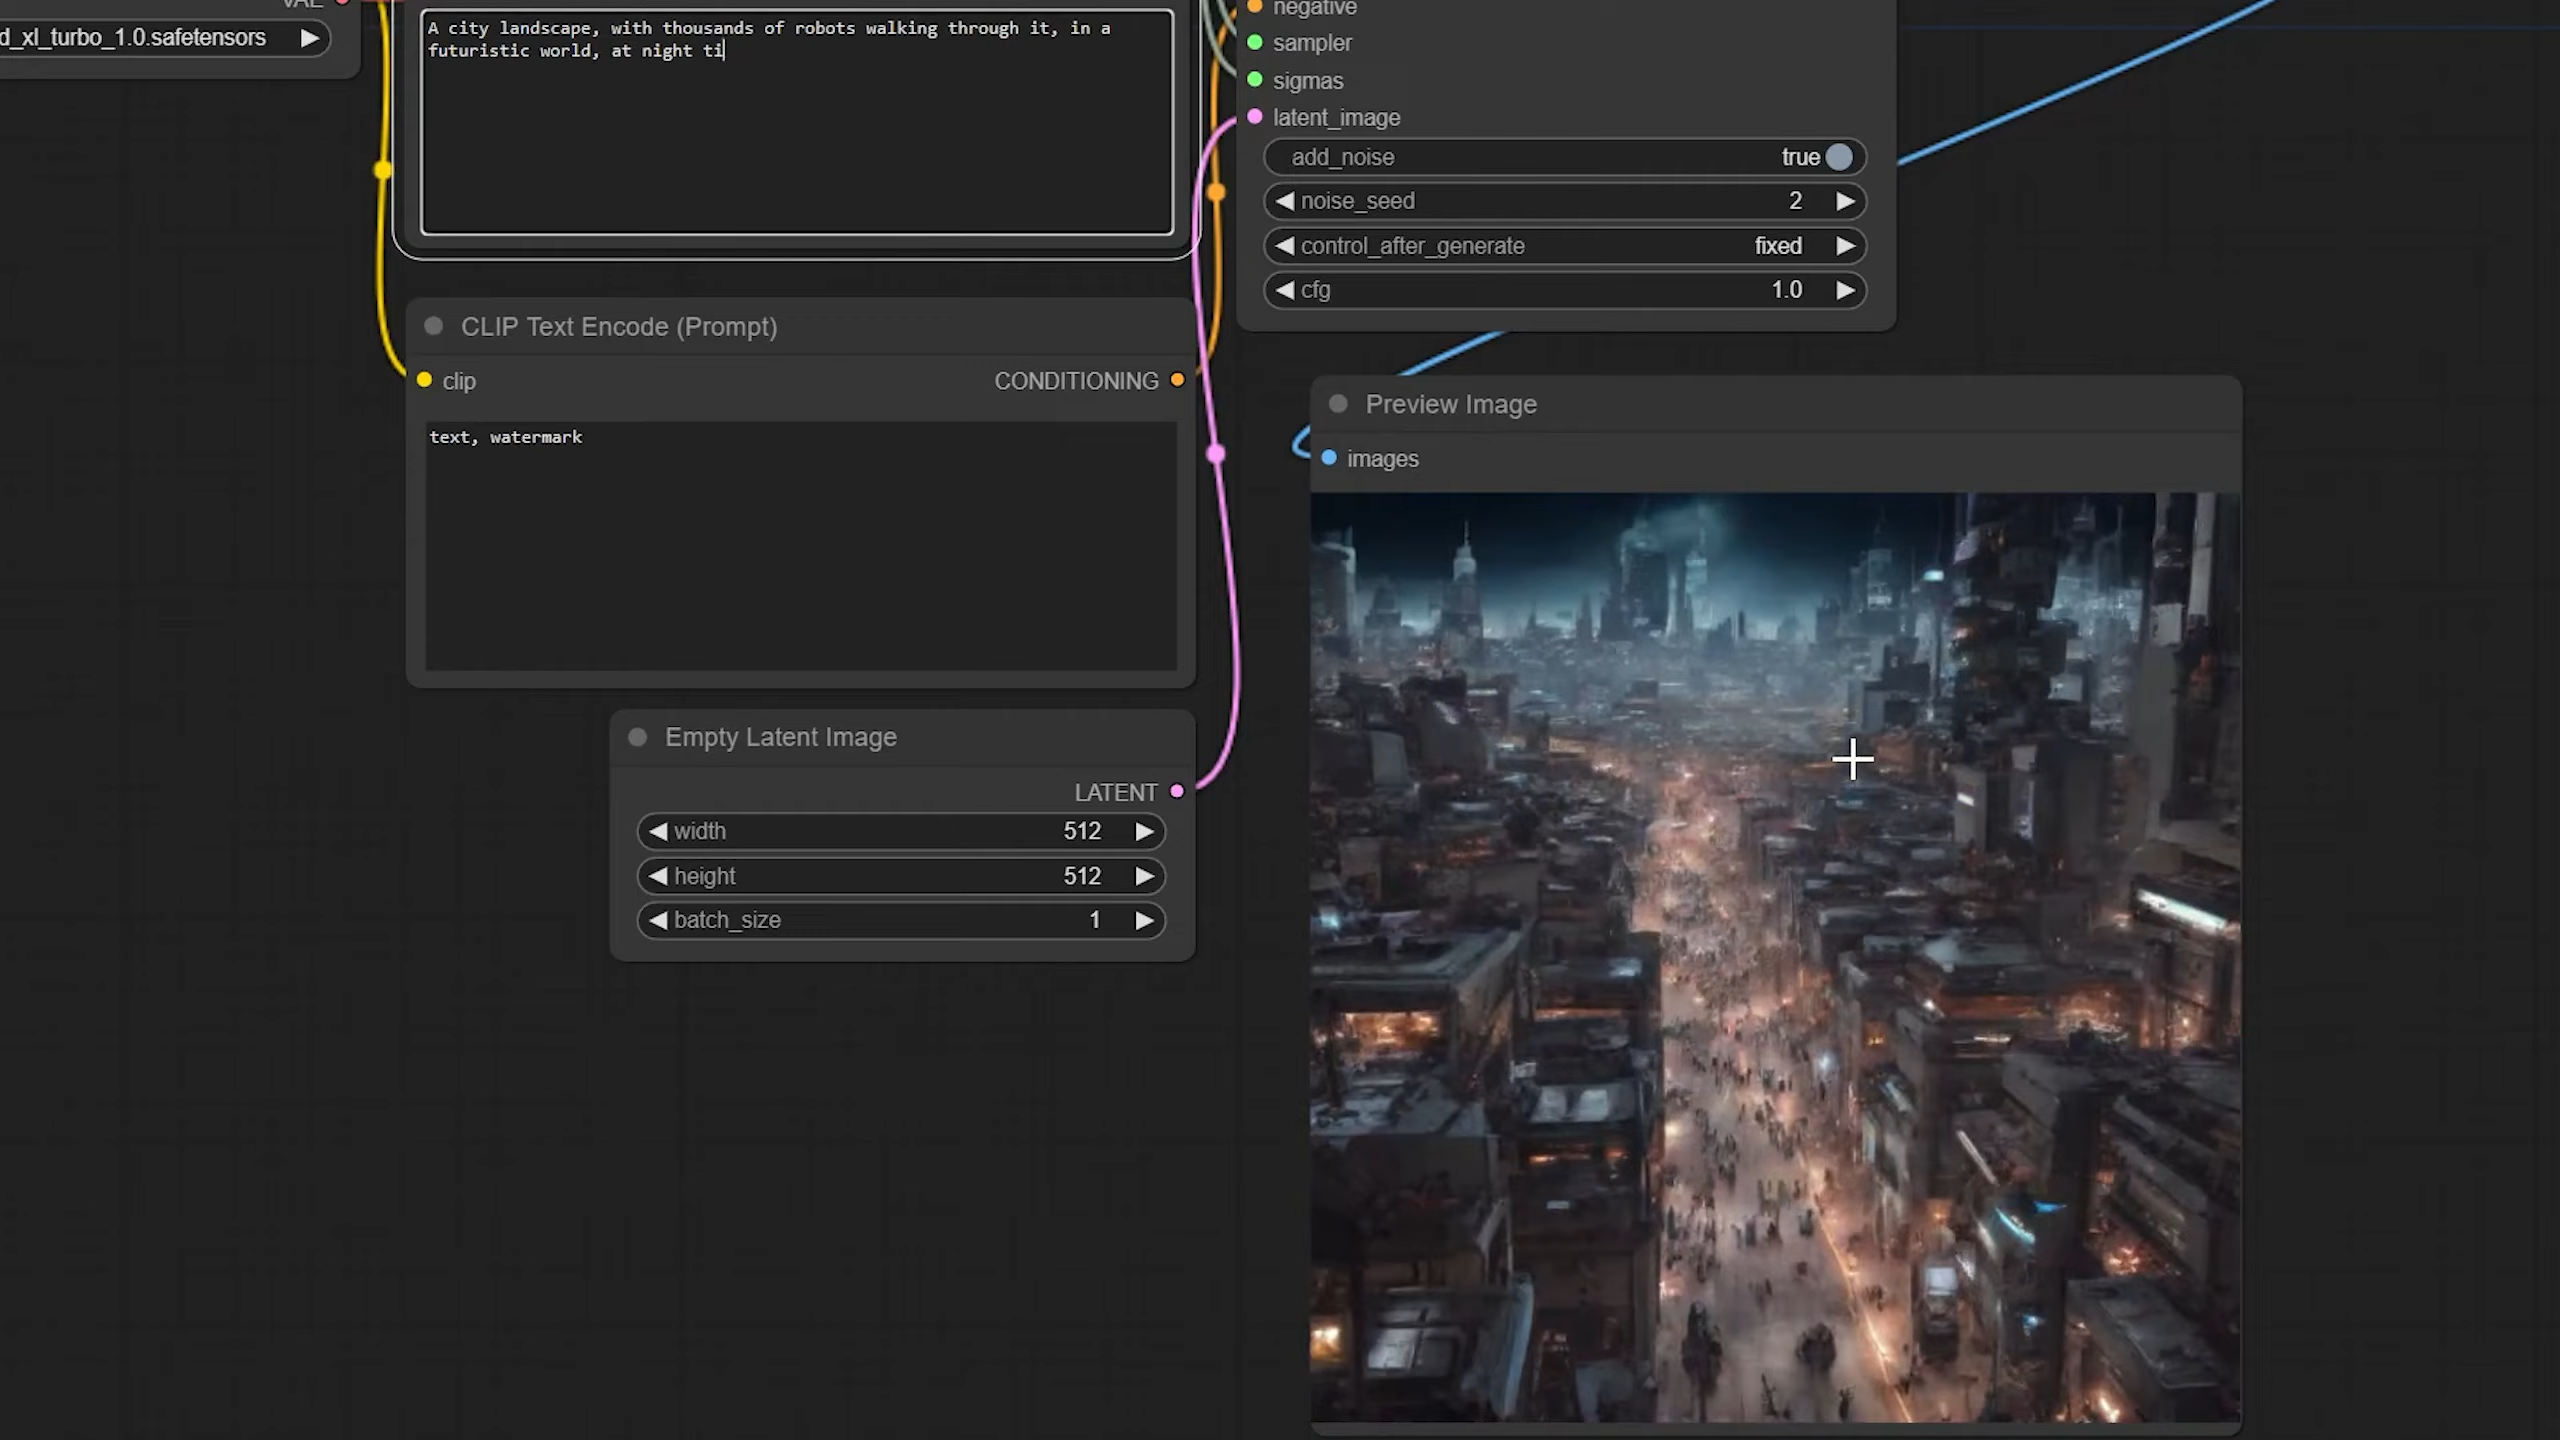 d_xl_turbo_1.0.safetensors
A city landscape, with thousands of robots walking through it, in a
futuristic world, at night ti
negative
sampler
sigmas
latent_image
add_noise true
noise_seed 2
control_after_generate fixed
cfg 1.0
CLIP Text Encode (Prompt)
clip CONDITIONING
text, watermark
Empty Latent Image
LATENT
width 512
height 512
batch_size 1
Preview Image
images